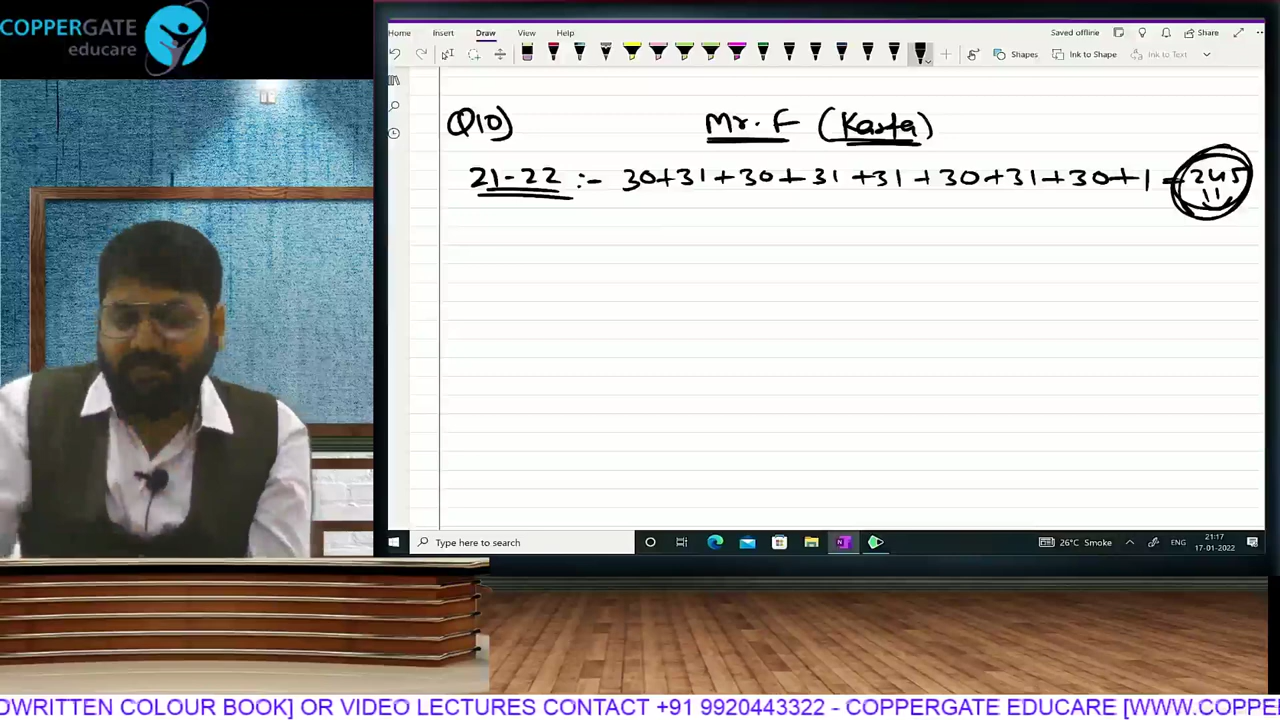 COPPERGATE
educare
Home Insert Draw View Help
Saved offline
Share
Shapes
Ink to Shape
Ink to Text
Q10) Mr. F (Karta)
21-22 :- 30+31+30+31+31+30+31+30+1 = 245
Type here to search
26°C Smoke
ENG
21:17
17-01-2022
DWRITTEN COLOUR BOOK] OR VIDEO LECTURES CONTACT +91 9920443322 - COPPERGATE EDUCARE [WWW.COPPER